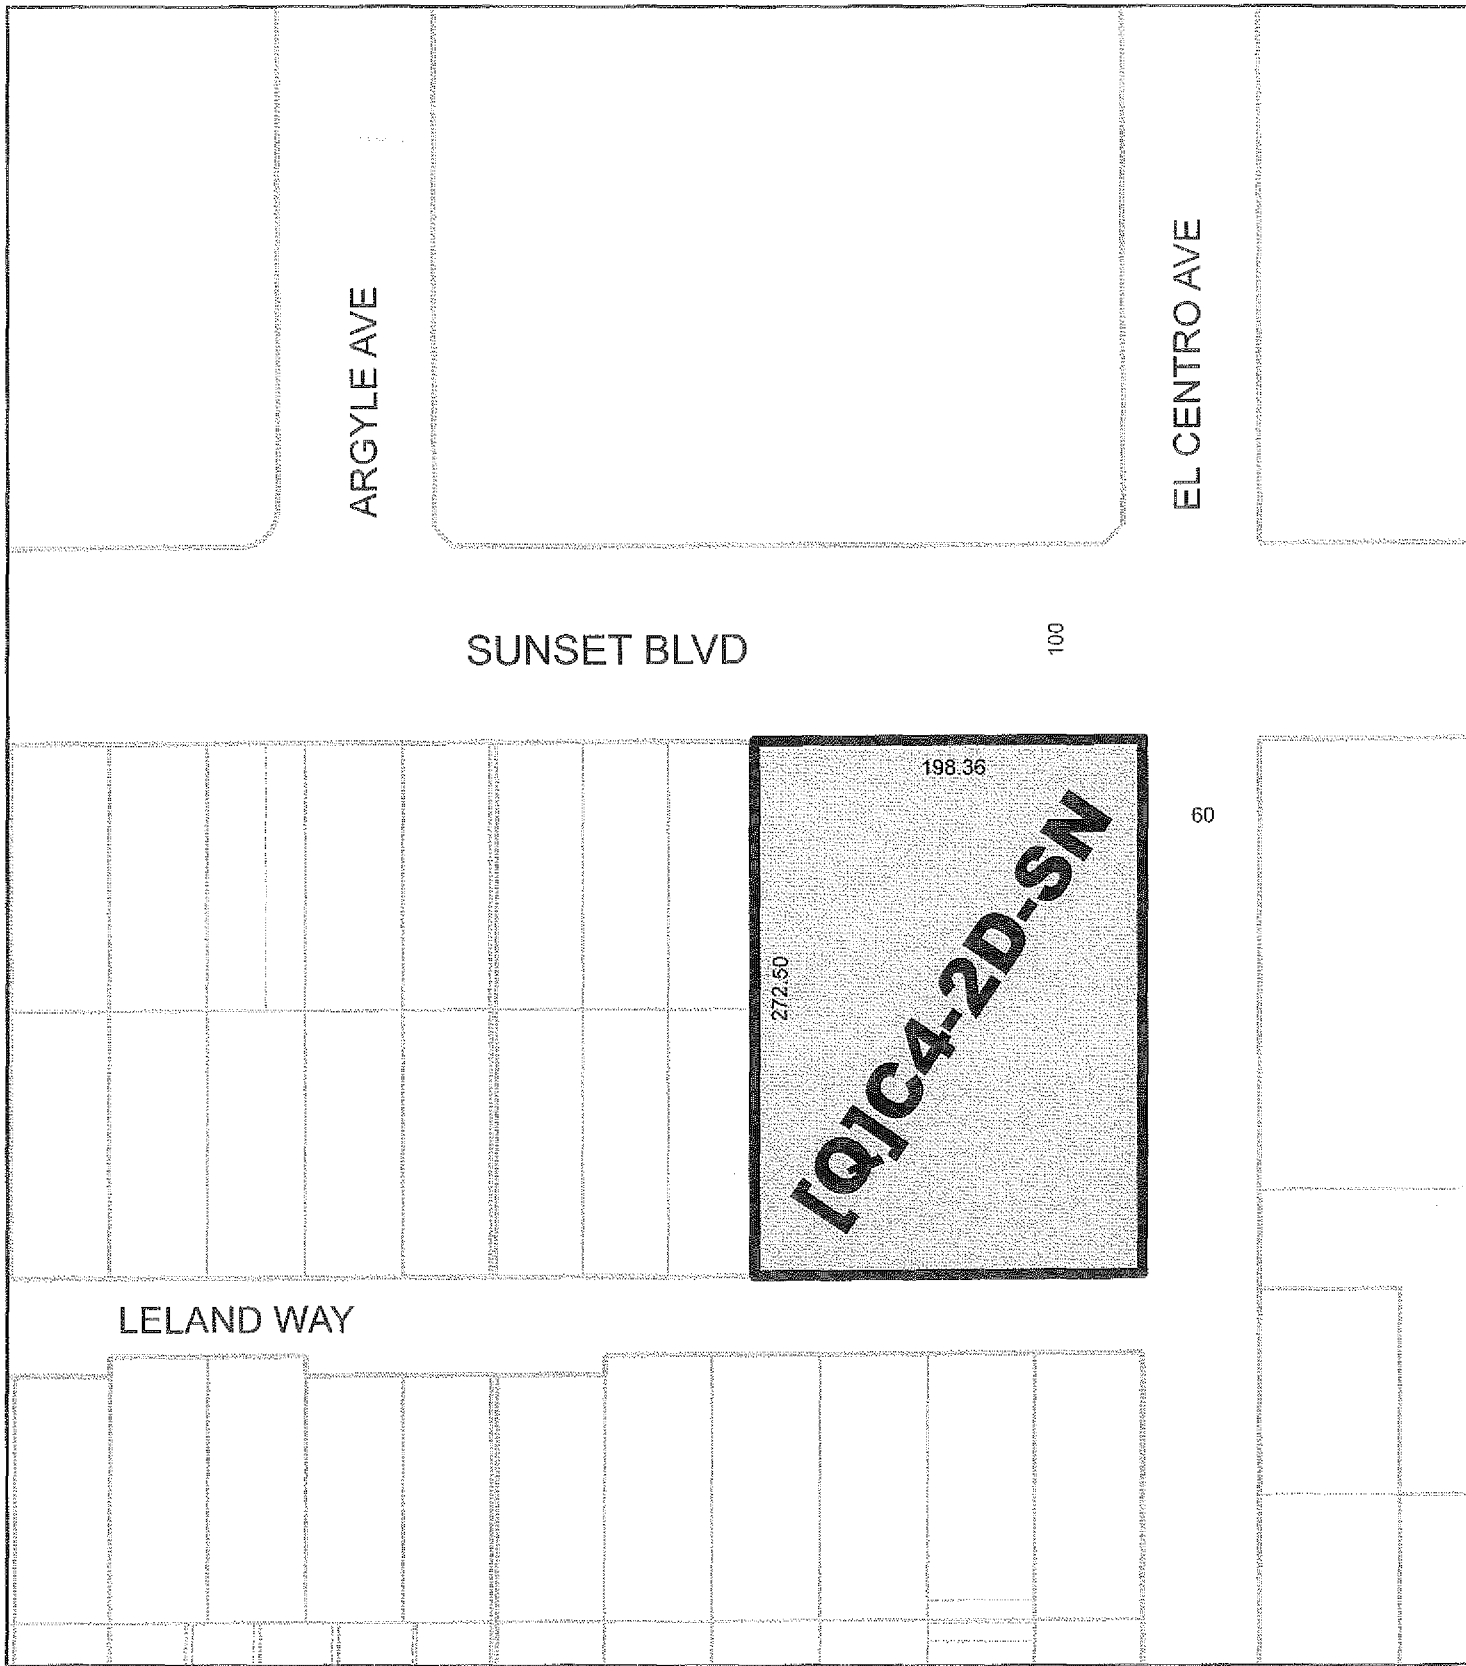 ARGYLE AVE
EL CENTRO AVE
SUNSET BLVD
100
198.36
60
272.50
[Q]C4-2D-SN
LELAND WAY